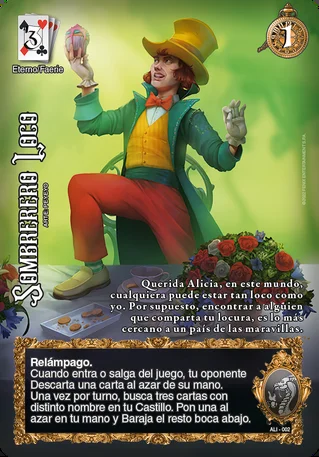 3
1
Eterno/Faerie
Sombrerero Loco
ARTE: PEYEYO
Querida Alicia, en este mundo,
cualquiera puede estar tan loco como
yo. Por supuesto, encontrar a alguien
que comparta tu locura, es lo más
cercano a un país de las maravillas.
Relámpago.
Cuando entra o salga del juego, tu oponente
Descarta una carta al azar de su mano.
Una vez por turno, busca tres cartas con
distinto nombre en tu Castillo. Pon una al
azar en tu mano y Baraja el resto boca abajo.
ALI - 002